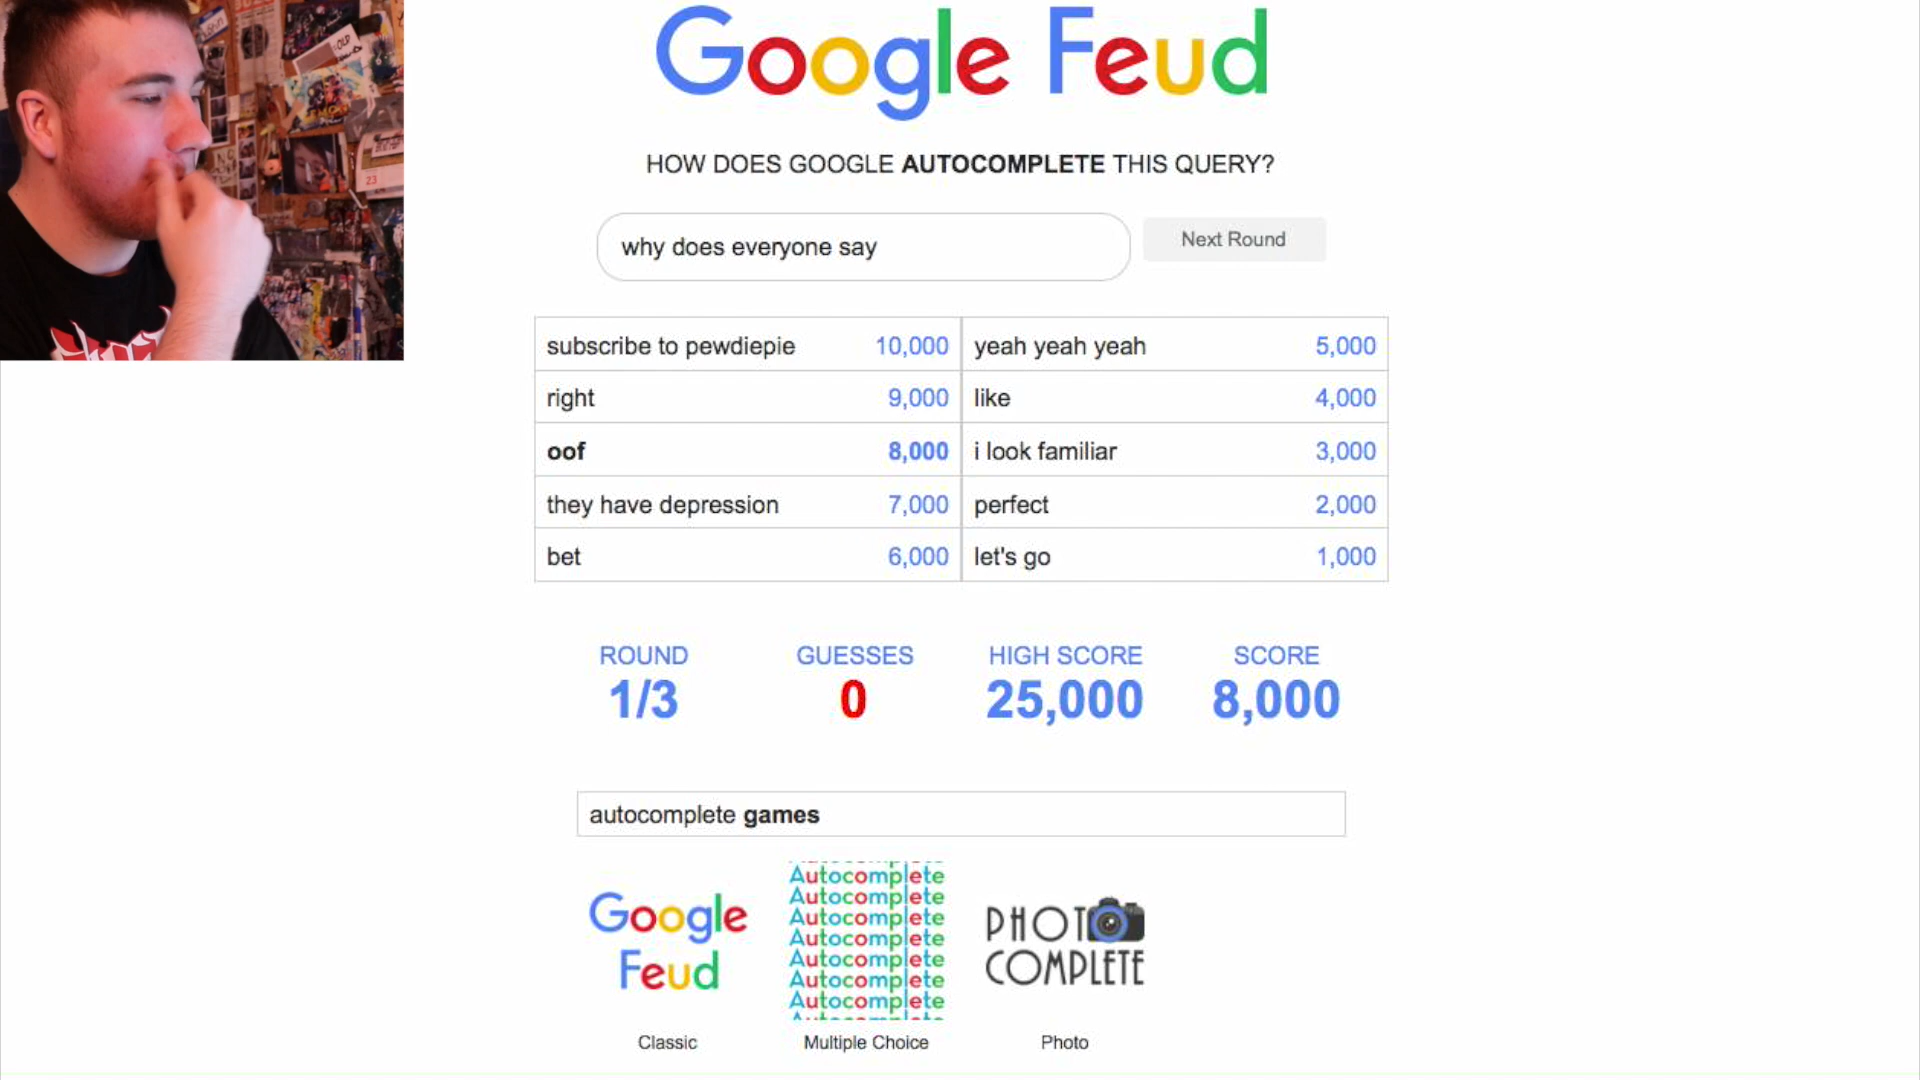 Google Feud
HOW DOES GOOGLE AUTOCOMPLETE THIS QUERY?
why does everyone say
Next Round
subscribe to pewdiepie 10,000 yeah yeah yeah 5,000
right 9,000 like 4,000
oof 8,000 i look familiar 3,000
they have depression 7,000 perfect 2,000
bet 6,000 let's go 1,000
ROUND GUESSES HIGH SCORE SCORE
1/3 0 25,000 8,000
autocomplete games
Google
Feud
Autocomplete
Autocomplete
Autocomplete
Autocomplete
Autocomplete
Autocomplete
Autocomplete
PHOTO
COMPLETE
Classic Multiple Choice Photo
23
OLD